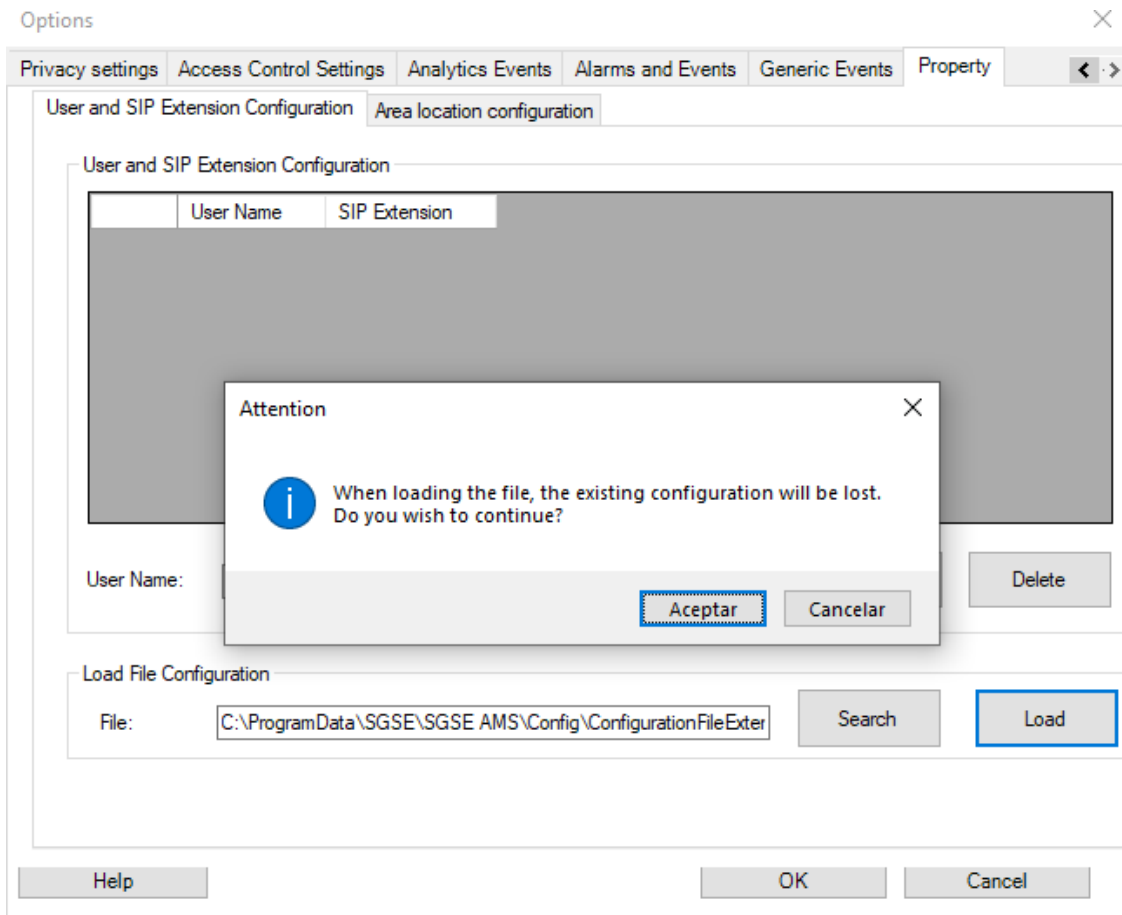 Options
Privacy settings Access Control Settings Analytics Events Alarms and Events Generic Events Property
User and SIP Extension Configuration Area location configuration
User and SIP Extension Configuration
User Name SIP Extension
Attention
When loading the file, the existing configuration will be lost.
Do you wish to continue?
Aceptar Cancelar
User Name: Delete
Load File Configuration
File: C:\ProgramData\SGSE\SGSE AMS\Config\ConfigurationFileExter Search Load
Help OK Cancel